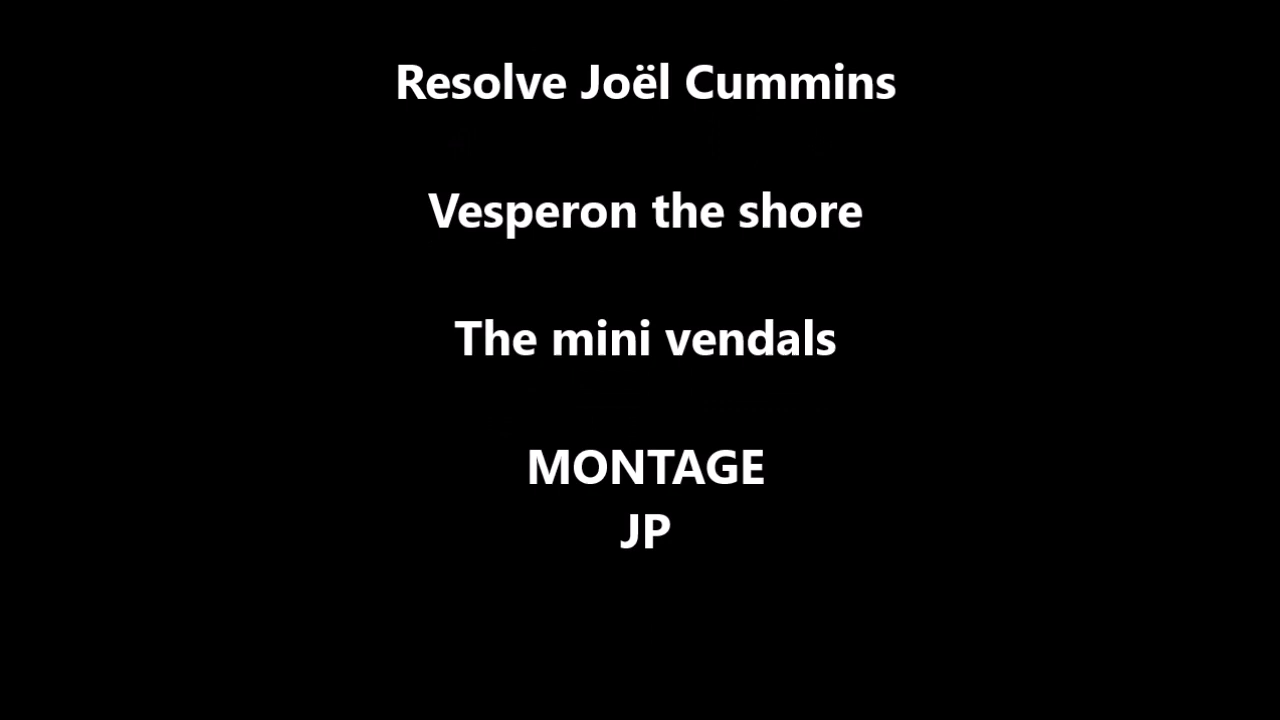 Resolve Joël Cummins
Vesperon the shore
The mini vendals
MONTAGE
JP